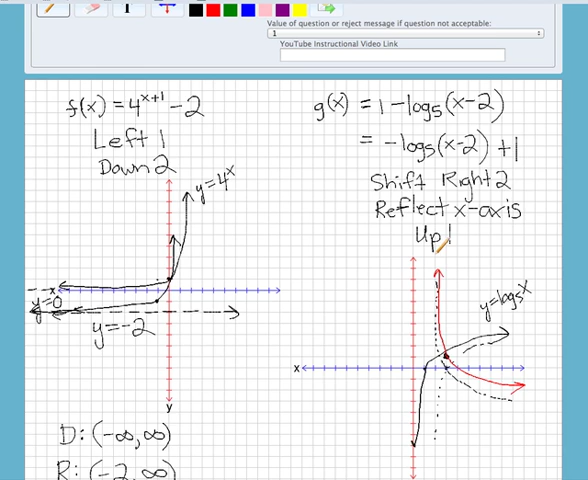 T
Value of question or reject message if question not acceptable:
1
YouTube Instructional Video Link
f(x) = 4^x+1 - 2
Left 1
Down 2
y=4^x
x
y=0
y=-2
y
D: (-∞, ∞)
R: (-2, ∞)
g(x) = 1 - log5(x-2)
= -log5(x-2) + 1
Shift Right 2
Reflect x-axis
Up 1
y=log5x
x